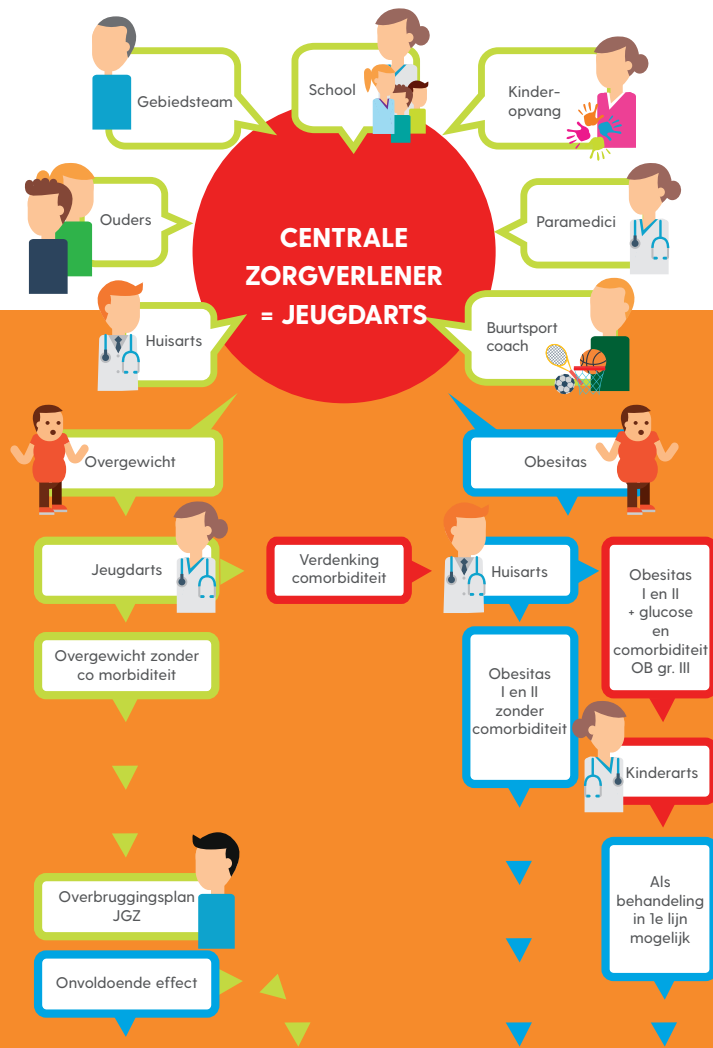 Gebiedsteam
School
Kinder-
opvang
Ouders
CENTRALE
ZORGVERLENER
= JEUGDARTS
Paramedici
Huisarts
Buurtsport
coach
Overgewicht
Obesitas
Jeugdarts
Verdenking
comorbiditeit
Huisarts
Obesitas
I en II
+ glucose
en
comorbiditeit
OB gr. III
Overgewicht zonder
co morbiditeit
Obesitas
I en II
zonder
comorbiditeit
Kinderarts
Overbruggingsplan
JGZ
Als
behandeling
in 1e lijn
mogelijk
Onvoldoende effect